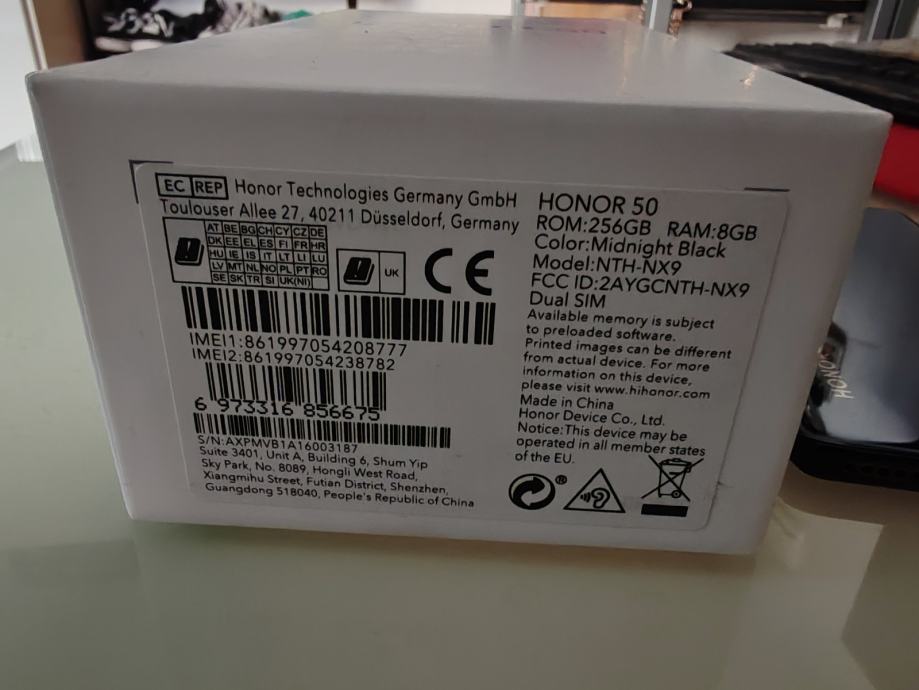 EC REP Honor Technologies Germany GmbH
Toulouser Allee 27, 40211 Düsseldorf, Germany
AT BE BG CH CY CZ DE
DK EE EL ES FI FR HR
HU IE IS IT LT LI LU
LV MT NL NO PL PT RO
SE SK TR SI UK(NI)
UK
CE
IMEI1:861997054208777
IMEI2:861997054238782
6 973316 856675
S/N:AXPMVB1A16003187
Suite 3401, Unit A, Building 6, Shum Yip
Sky Park, No. 8089, Hongli West Road,
Xiangmihu Street, Futian District, Shenzhen,
Guangdong 518040, People's Republic of China
HONOR 50
ROM:256GB RAM:8GB
Color:Midnight Black
Model:NTH-NX9
FCC ID:2AYGCNTH-NX9
Dual SIM
Available memory is subject
to preloaded software.
Printed images can be different
from actual device. For more
information on this device,
please visit www.hihonor.com
Made in China
Honor Device Co., Ltd.
Notice:This device may be
operated in all member states
of the EU.
®
HONOR